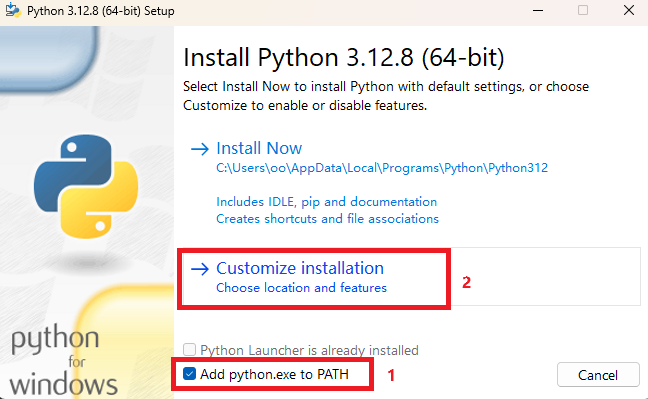 Python 3.12.8 (64-bit) Setup
Install Python 3.12.8 (64-bit)
Select Install Now to install Python with default settings, or choose
Customize to enable or disable features.
Install Now
C:\Users\oo\AppData\Local\Programs\Python\Python312
Includes IDLE, pip and documentation
Creates shortcuts and file associations
Customize installation
Choose location and features
2
Python Launcher is already installed
Add python.exe to PATH
1
Cancel
python
for
windows